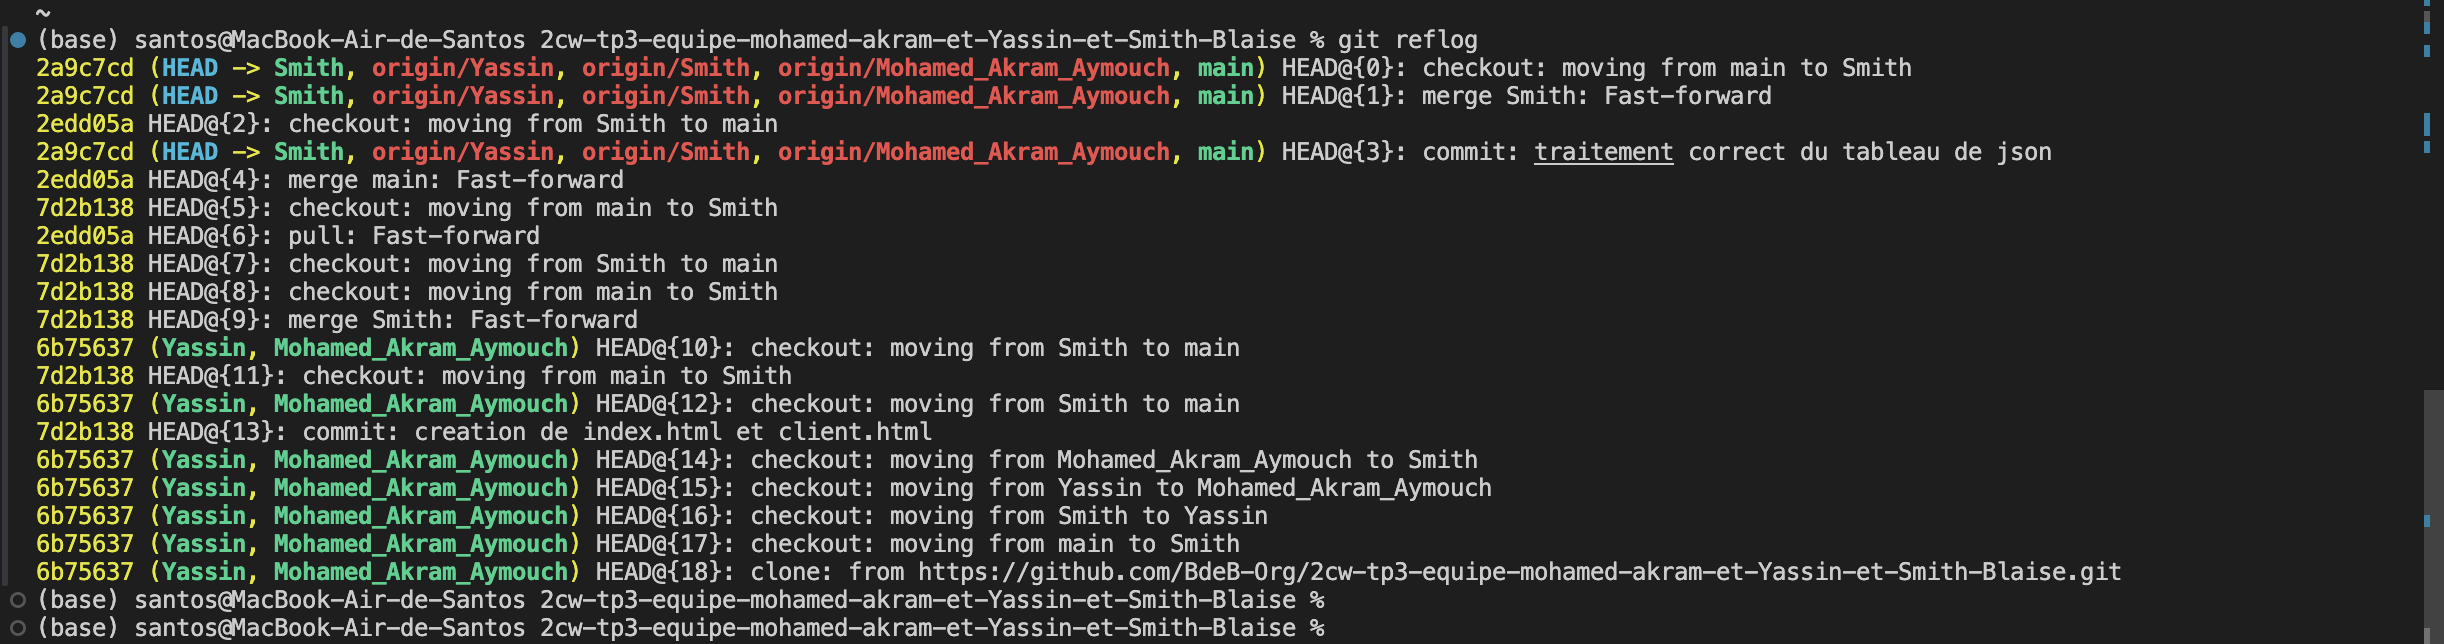 ~
(base) santos@MacBook-Air-de-Santos 2cw-tp3-equipe-mohamed-akram-et-Yassin-et-Smith-Blaise % git reflog
2a9c7cd (HEAD -> Smith, origin/Yassin, origin/Smith, origin/Mohamed_Akram_Aymouch, main) HEAD@{0}: checkout: moving from main to Smith
2a9c7cd (HEAD -> Smith, origin/Yassin, origin/Smith, origin/Mohamed_Akram_Aymouch, main) HEAD@{1}: merge Smith: Fast-forward
2edd05a HEAD@{2}: checkout: moving from Smith to main
2a9c7cd (HEAD -> Smith, origin/Yassin, origin/Smith, origin/Mohamed_Akram_Aymouch, main) HEAD@{3}: commit: traitement correct du tableau de json
2edd05a HEAD@{4}: merge main: Fast-forward
7d2b138 HEAD@{5}: checkout: moving from main to Smith
2edd05a HEAD@{6}: pull: Fast-forward
7d2b138 HEAD@{7}: checkout: moving from Smith to main
7d2b138 HEAD@{8}: checkout: moving from main to Smith
7d2b138 HEAD@{9}: merge Smith: Fast-forward
6b75637 (Yassin, Mohamed_Akram_Aymouch) HEAD@{10}: checkout: moving from Smith to main
7d2b138 HEAD@{11}: checkout: moving from main to Smith
6b75637 (Yassin, Mohamed_Akram_Aymouch) HEAD@{12}: checkout: moving from Smith to main
7d2b138 HEAD@{13}: commit: creation de index.html et client.html
6b75637 (Yassin, Mohamed_Akram_Aymouch) HEAD@{14}: checkout: moving from Mohamed_Akram_Aymouch to Smith
6b75637 (Yassin, Mohamed_Akram_Aymouch) HEAD@{15}: checkout: moving from Yassin to Mohamed_Akram_Aymouch
6b75637 (Yassin, Mohamed_Akram_Aymouch) HEAD@{16}: checkout: moving from Smith to Yassin
6b75637 (Yassin, Mohamed_Akram_Aymouch) HEAD@{17}: checkout: moving from main to Smith
6b75637 (Yassin, Mohamed_Akram_Aymouch) HEAD@{18}: clone: from https://github.com/BdeB-Org/2cw-tp3-equipe-mohamed-akram-et-Yassin-et-Smith-Blaise.git
(base) santos@MacBook-Air-de-Santos 2cw-tp3-equipe-mohamed-akram-et-Yassin-et-Smith-Blaise %
(base) santos@MacBook-Air-de-Santos 2cw-tp3-equipe-mohamed-akram-et-Yassin-et-Smith-Blaise %